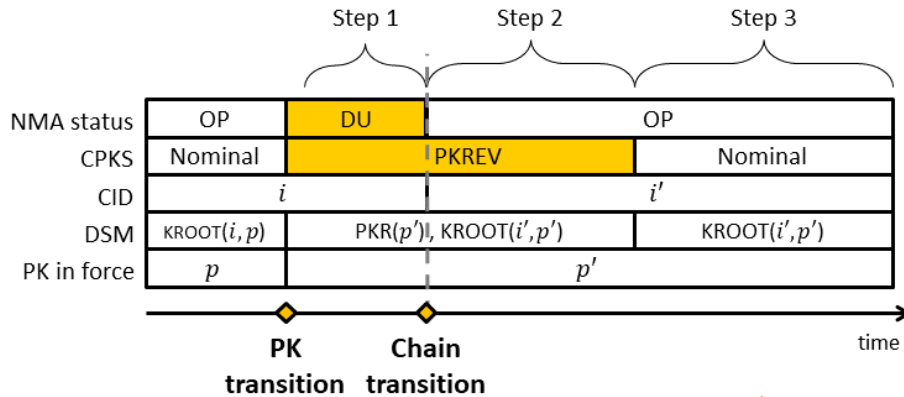 Step 1 Step 2 Step 3
NMA status OP DU OP
CPKS Nominal PKREV Nominal
CID i i′
DSM KROOT(i, p) PKR(p′), KROOT(i′,p′) KROOT(i′,p′)
PK in force p p′
time
PK Chain
transition transition